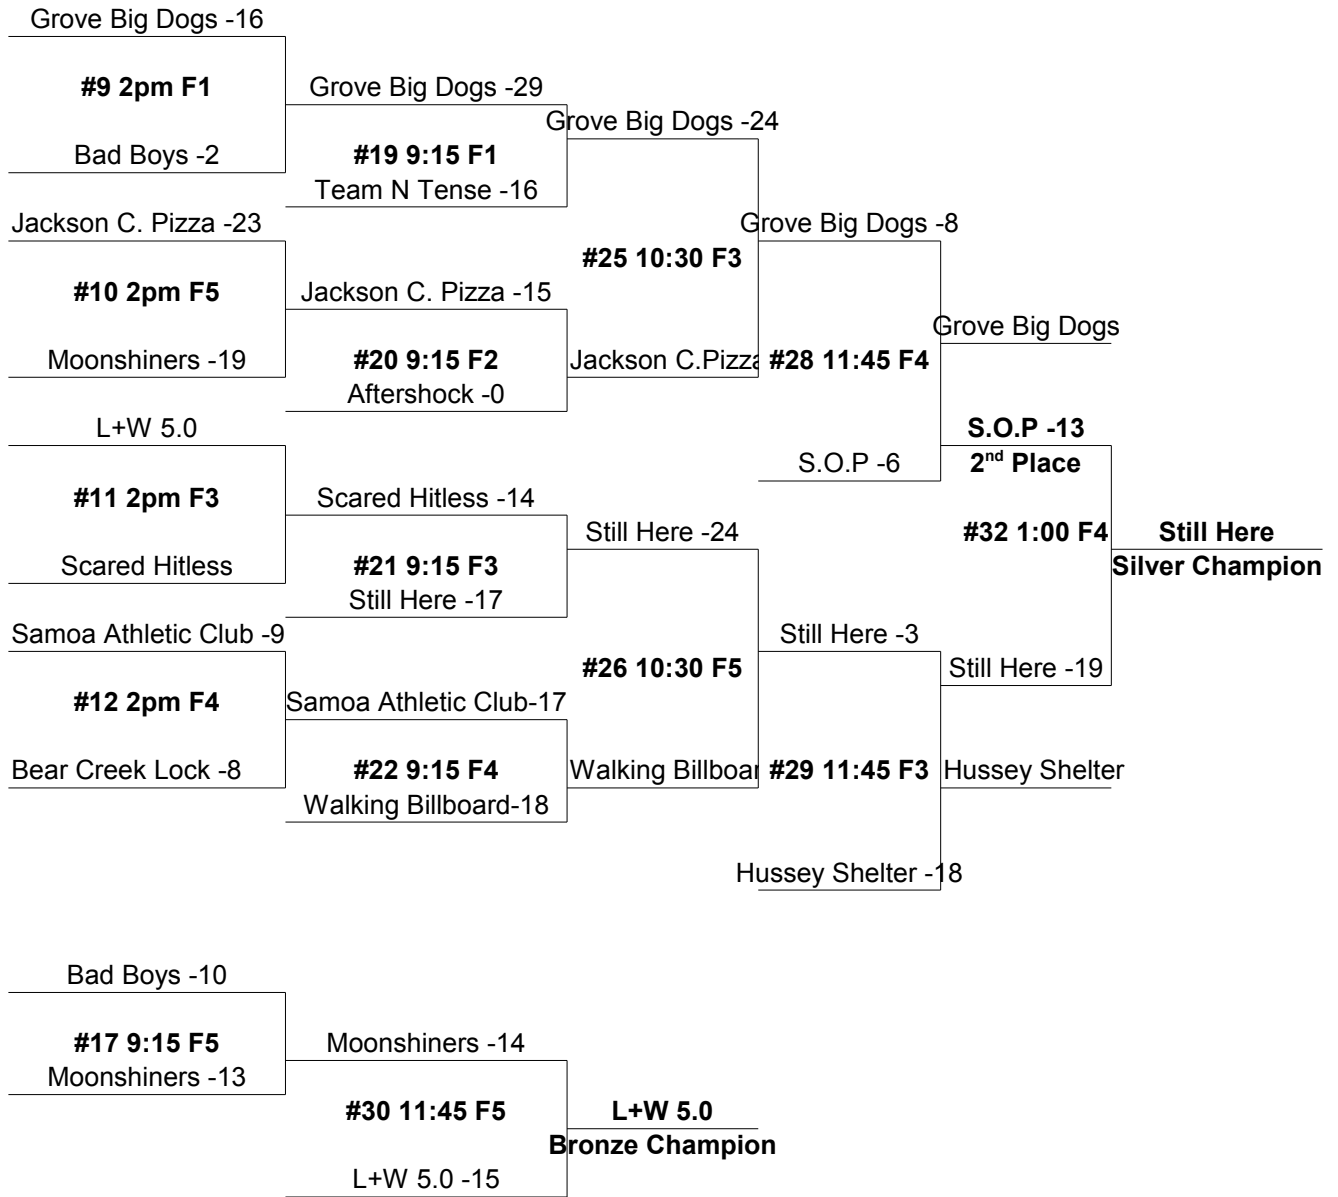 Grove Big Dogs -16
#9 2pm F1
Grove Big Dogs -29
Grove Big Dogs -24
Bad Boys -2
#19 9:15 F1
Team N Tense -16
Jackson C. Pizza -23
Grove Big Dogs -8
#25 10:30 F3
#10 2pm F5
Jackson C. Pizza -15
Grove Big Dogs
Moonshiners -19
#20 9:15 F2
Jackson C.Pizza
#28 11:45 F4
Aftershock -0
L+W 5.0
S.O.P -13
S.O.P -6
2nd Place
#11 2pm F3
Scared Hitless -14
Still Here -24
#32 1:00 F4
Still Here
Scared Hitless
#21 9:15 F3
Silver Champion
Still Here -17
Samoa Athletic Club -9
Still Here -3
#26 10:30 F5
Still Here -19
#12 2pm F4
Samoa Athletic Club-17
Bear Creek Lock -8
#22 9:15 F4
Walking Billboar
#29 11:45 F3
Hussey Shelter
Walking Billboard-18
Hussey Shelter -18
Bad Boys -10
#17 9:15 F5
Moonshiners -14
Moonshiners -13
#30 11:45 F5
L+W 5.0
Bronze Champion
L+W 5.0 -15